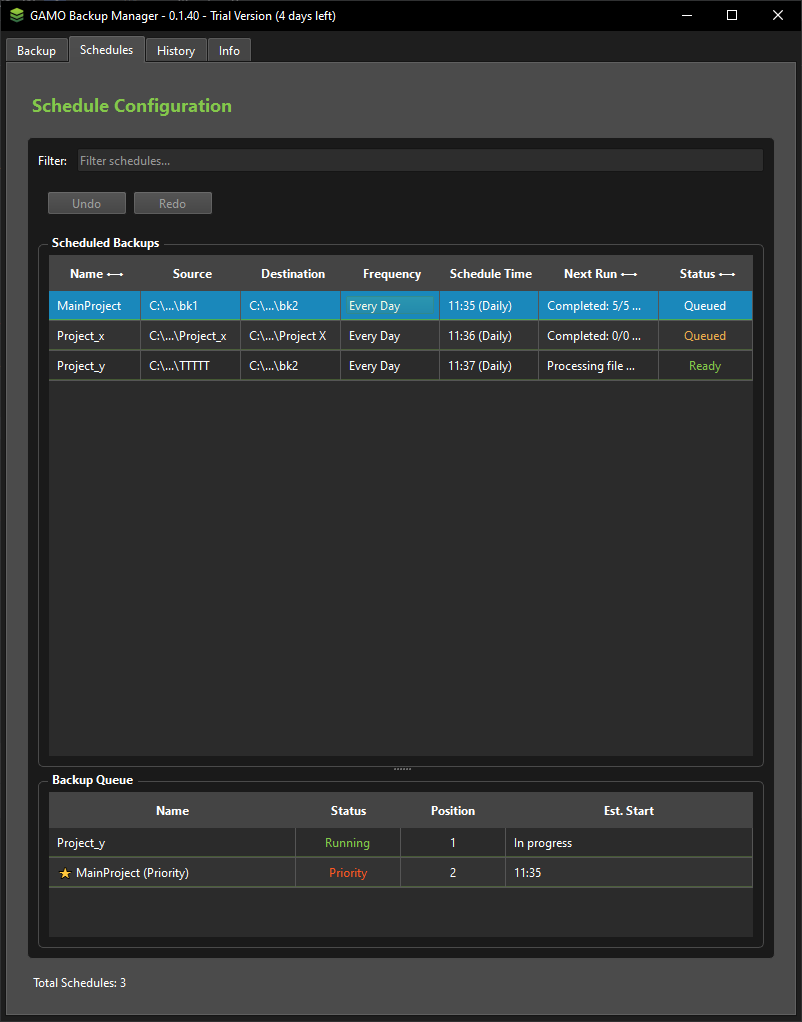 GAMO Backup Manager - 0.1.40 - Trial Version (4 days left)
Backup Schedules History Info
Schedule Configuration
Filter: Filter schedules...
Undo Redo
Scheduled Backups
Name ⟷ Source Destination Frequency Schedule Time Next Run ⟷ Status ⟷
MainProject C:\...\bk1 C:\...\bk2 Every Day 11:35 (Daily) Completed: 5/5 ... Queued
Project_x C:\...\Project_x C:\...\Project X Every Day 11:36 (Daily) Completed: 0/0 ... Queued
Project_y C:\...\TTTTT C:\...\bk2 Every Day 11:37 (Daily) Processing file ... Ready
Backup Queue
Name Status Position Est. Start
Project_y Running 1 In progress
★ MainProject (Priority) Priority 2 11:35
Total Schedules: 3